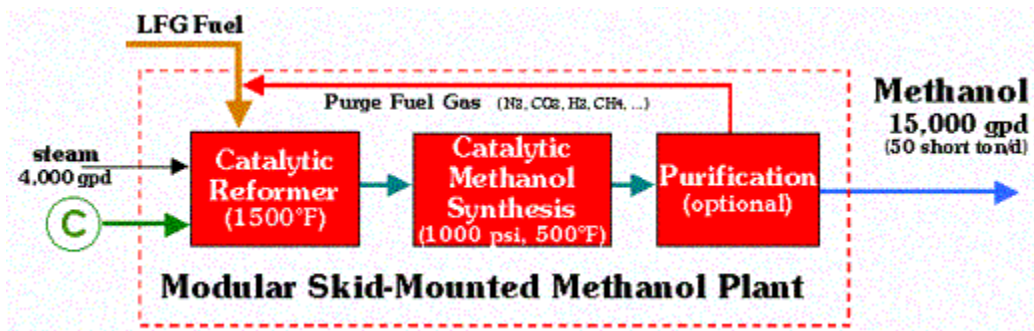 LFG Fuel
Purge Fuel Gas (N2, CO2, H2, CH4, ...)
Methanol
15,000 gpd
(50 short ton/d)
steam
4,000 gpd
C
Catalytic
Reformer
(1500°F)
Catalytic
Methanol
Synthesis
(1000 psi, 500°F)
Purification
(optional)
Modular Skid-Mounted Methanol Plant